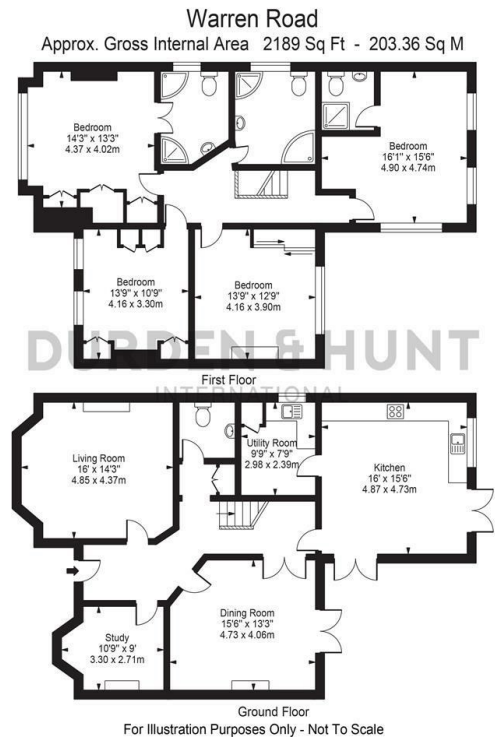 Warren Road
Approx. Gross Internal Area 2189 Sq Ft - 203.36 Sq M
Bedroom
14'3" x 13'3"
4.37 x 4.02m
Bedroom
16'1" x 15'6"
4.90 x 4.74m
Bedroom
13'9" x 10'9"
4.16 x 3.30m
Bedroom
13'9" x 12'9"
4.16 x 3.90m
DURDEN & HUNT
INTERNATIONAL
First Floor
Living Room
16' x 14'3"
4.85 x 4.37m
Utility Room
9'9" x 7'9"
2.98 x 2.39m
Kitchen
16' x 15'6"
4.87 x 4.73m
Dining Room
15'6" x 13'3"
4.73 x 4.06m
Study
10'9" x 9'
3.30 x 2.71m
Ground Floor
For Illustration Purposes Only - Not To Scale